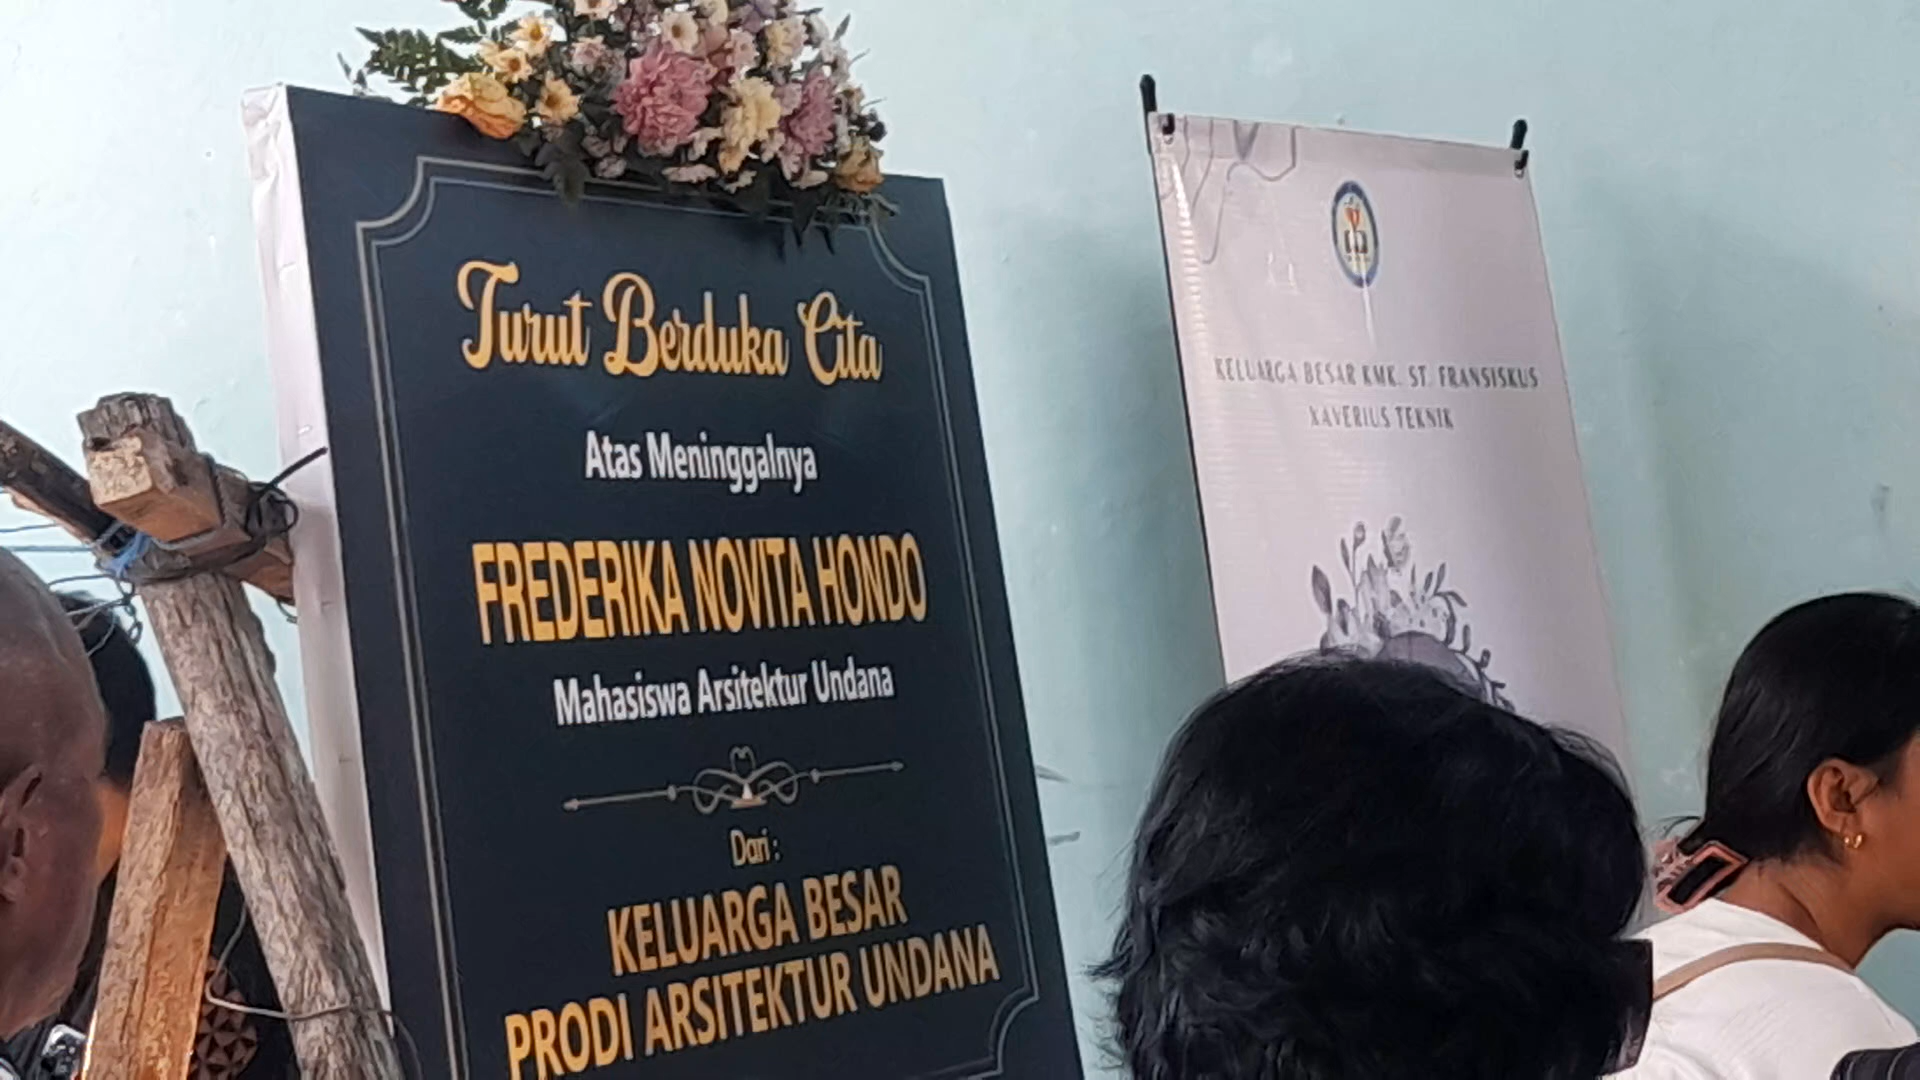 Turut Berduka Cita
Atas Meninggalnya
FREDERIKA NOVITA HONDO
Mahasiswa Arsitektur Undana
Dari :
KELUARGA BESAR
PRODI ARSITEKTUR UNDANA
KELUARGA BESAR KMK. ST. FRANSISKUS
XAVERIUS TEKNIK